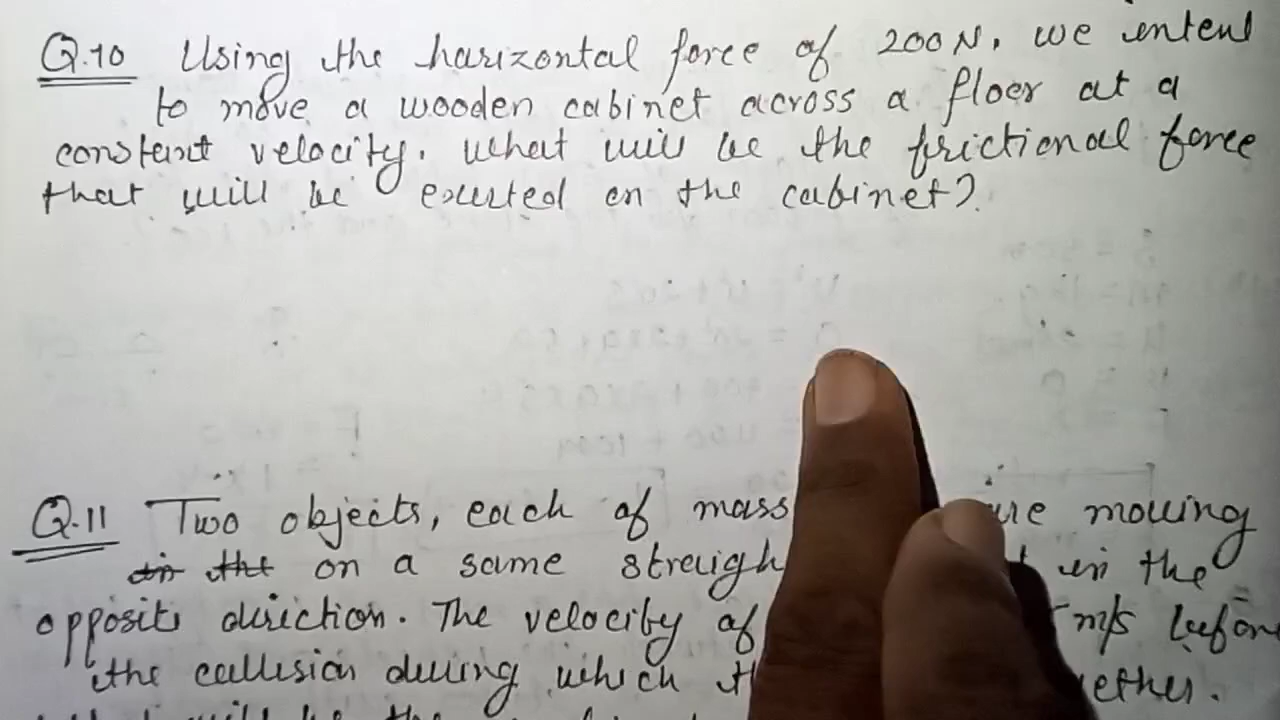 Q.10 Using the harizontal force of 200N, we intend
to move a wooden cabinet across a floor at a
constant velocity. What will be the frictional force
that will be exerted on the cabinet?
Q.11 Two objects, each of mass are moving
on a same straigh in the
opposite direction. The velocity of m/s before
the collision during which